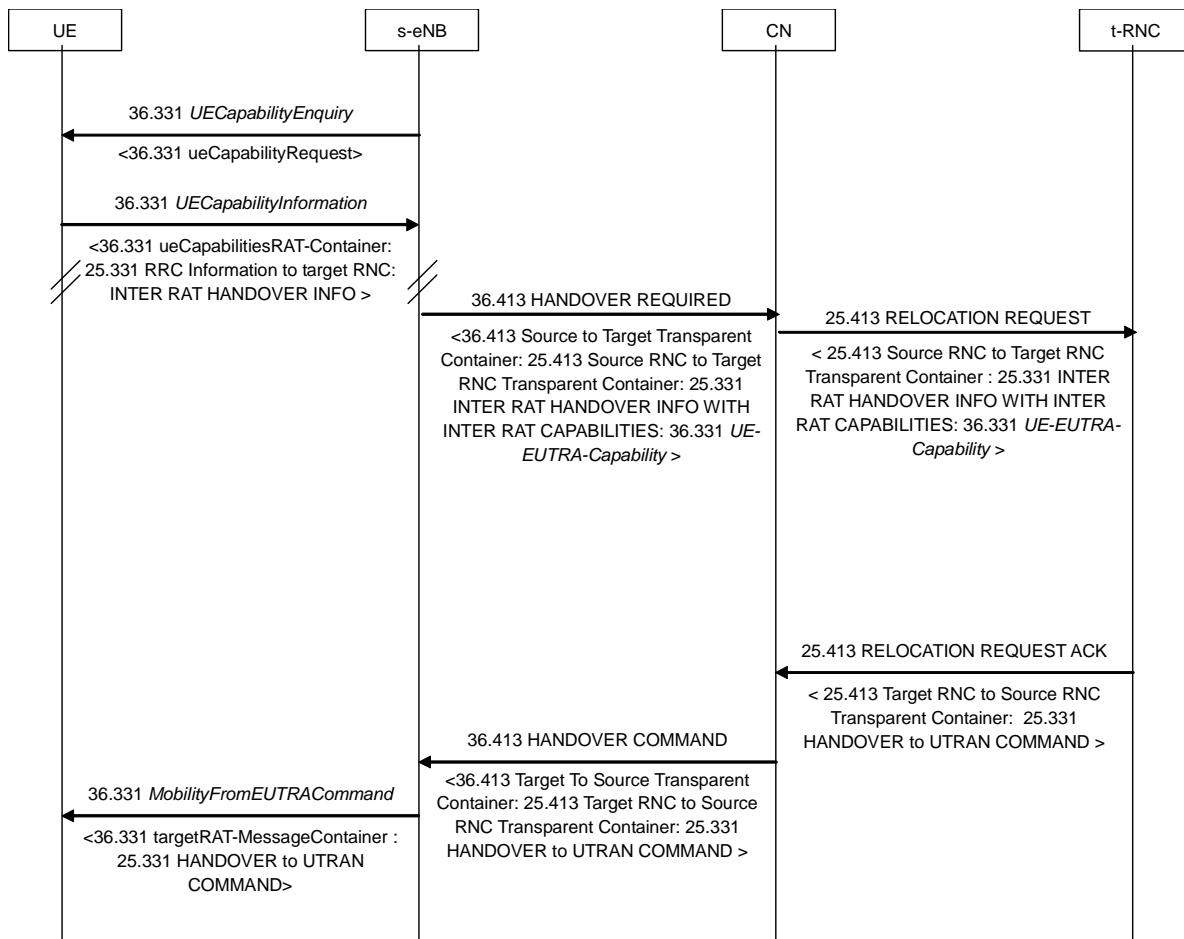 UE
s-eNB
CN
t-RNC
36.331 UECapabilityEnquiry
<36.331 ueCapabilityRequest>
36.331 UECapabilityInformation
<36.331 ueCapabilitiesRAT-Container:
25.331 RRC Information to target RNC:
INTER RAT HANDOVER INFO >
36.413 HANDOVER REQUIRED
<36.413 Source to Target Transparent
Container: 25.413 Source RNC to Target
RNC Transparent Container: 25.331
INTER RAT HANDOVER INFO WITH
INTER RAT CAPABILITIES: 36.331 UE-
EUTRA-Capability >
25.413 RELOCATION REQUEST
< 25.413 Source RNC to Target RNC
Transparent Container : 25.331 INTER
RAT HANDOVER INFO WITH INTER
RAT CAPABILITIES: 36.331 UE-EUTRA-
Capability >
25.413 RELOCATION REQUEST ACK
< 25.413 Target RNC to Source RNC
Transparent Container: 25.331
HANDOVER to UTRAN COMMAND >
36.413 HANDOVER COMMAND
<36.413 Target To Source Transparent
Container: 25.413 Target RNC to Source
RNC Transparent Container: 25.331
HANDOVER to UTRAN COMMAND >
36.331 MobilityFromEUTRACommand
<36.331 targetRAT-MessageContainer :
25.331 HANDOVER to UTRAN
COMMAND>